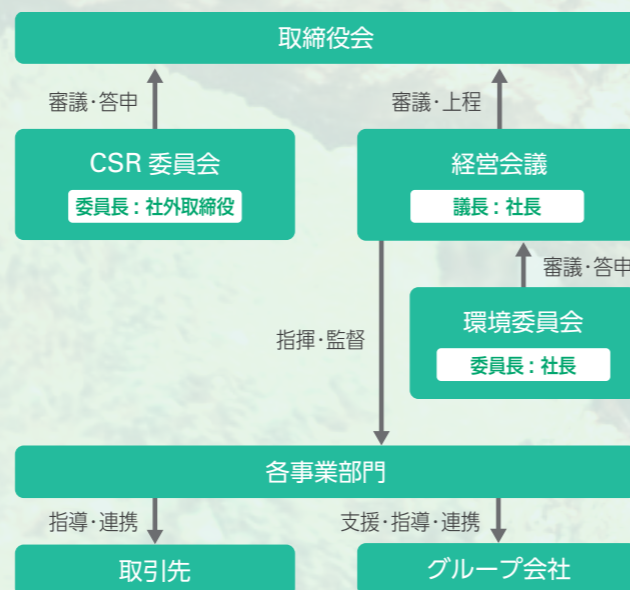 取締役会
審議・答申
審議・上程
CSR 委員会
委員長：社外取締役
経営会議
議長：社長
審議・答申
環境委員会
委員長：社長
指揮・監督
各事業部門
指導・連携
支援・指導・連携
取引先
グループ会社